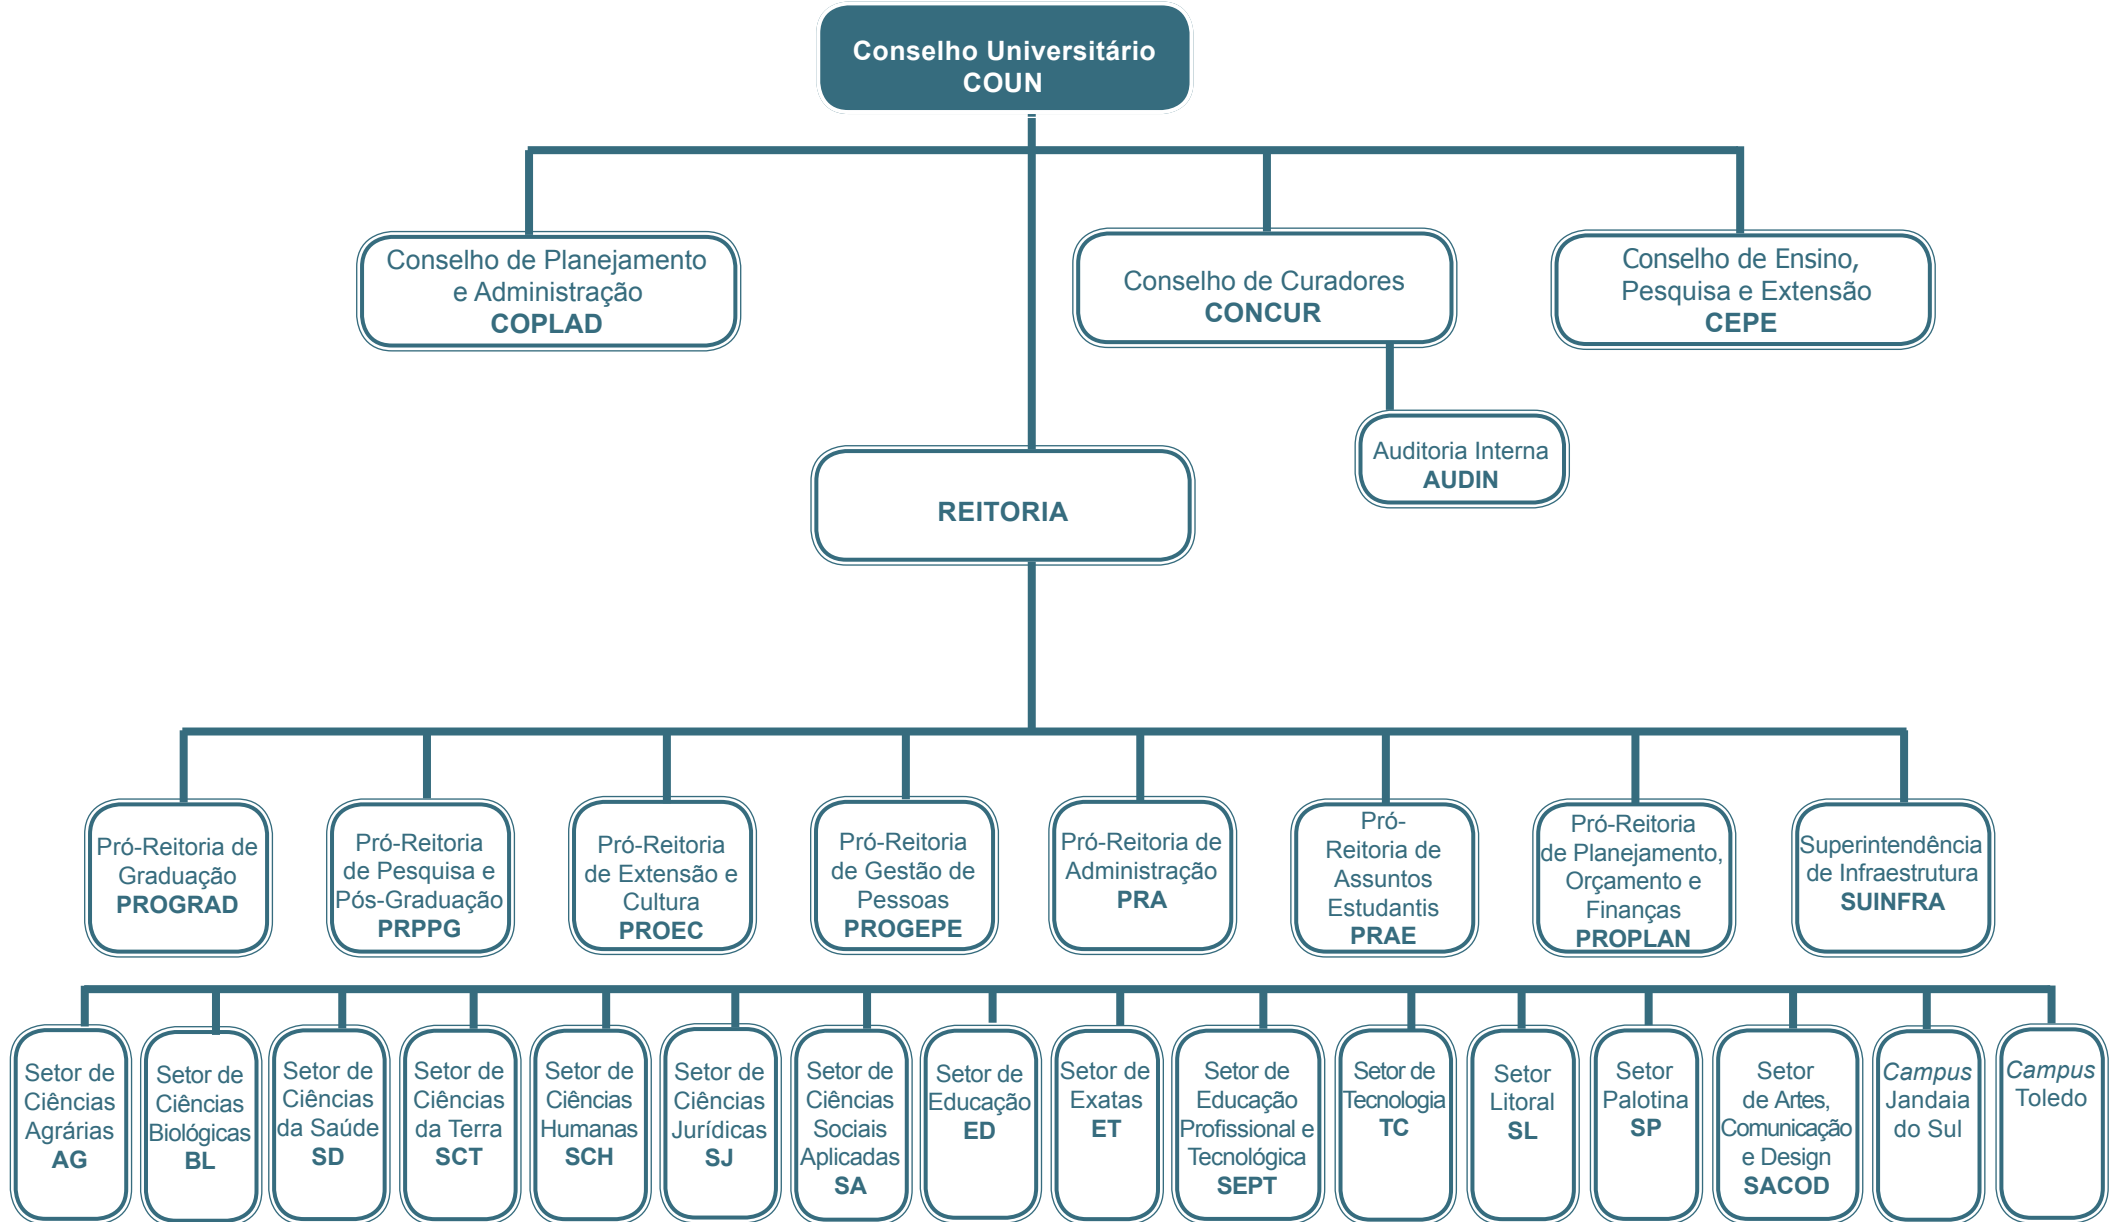 Conselho Universitário
COUN
Conselho de Planejamento
e Administração
COPLAD
Conselho de Curadores
CONCUR
Conselho de Ensino,
Pesquisa e Extensão
CEPE
Auditoria Interna
AUDIN
REITORIA
Pró-Reitoria de
Graduação
PROGRAD
Pró-Reitoria
de Pesquisa e
Pós-Graduação
PRPPG
Pró-Reitoria
de Extensão e
Cultura
PROEC
Pró-Reitoria
de Gestão de
Pessoas
PROGEPE
Pró-Reitoria de
Administração
PRA
Pró-
Reitoria de
Assuntos
Estudantis
PRAE
Pró-Reitoria
de Planejamento,
Orçamento e
Finanças
PROPLAN
Superintendência
de Infraestrutura
SUINFRA
Setor de
Ciências
Agrárias
AG
Setor de
Ciências
Biológicas
BL
Setor de
Ciências
da Saúde
SD
Setor de
Ciências
da Terra
SCT
Setor de
Ciências
Humanas
SCH
Setor de
Ciências
Jurídicas
SJ
Setor de
Ciências
Sociais
Aplicadas
SA
Setor de
Educação
ED
Setor de
Exatas
ET
Setor de
Educação
Profissional e
Tecnológica
SEPT
Setor de
Tecnologia
TC
Setor
Litoral
SL
Setor
Palotina
SP
Setor
de Artes,
Comunicação
e Design
SACOD
Campus
Jandaia
do Sul
Campus
Toledo